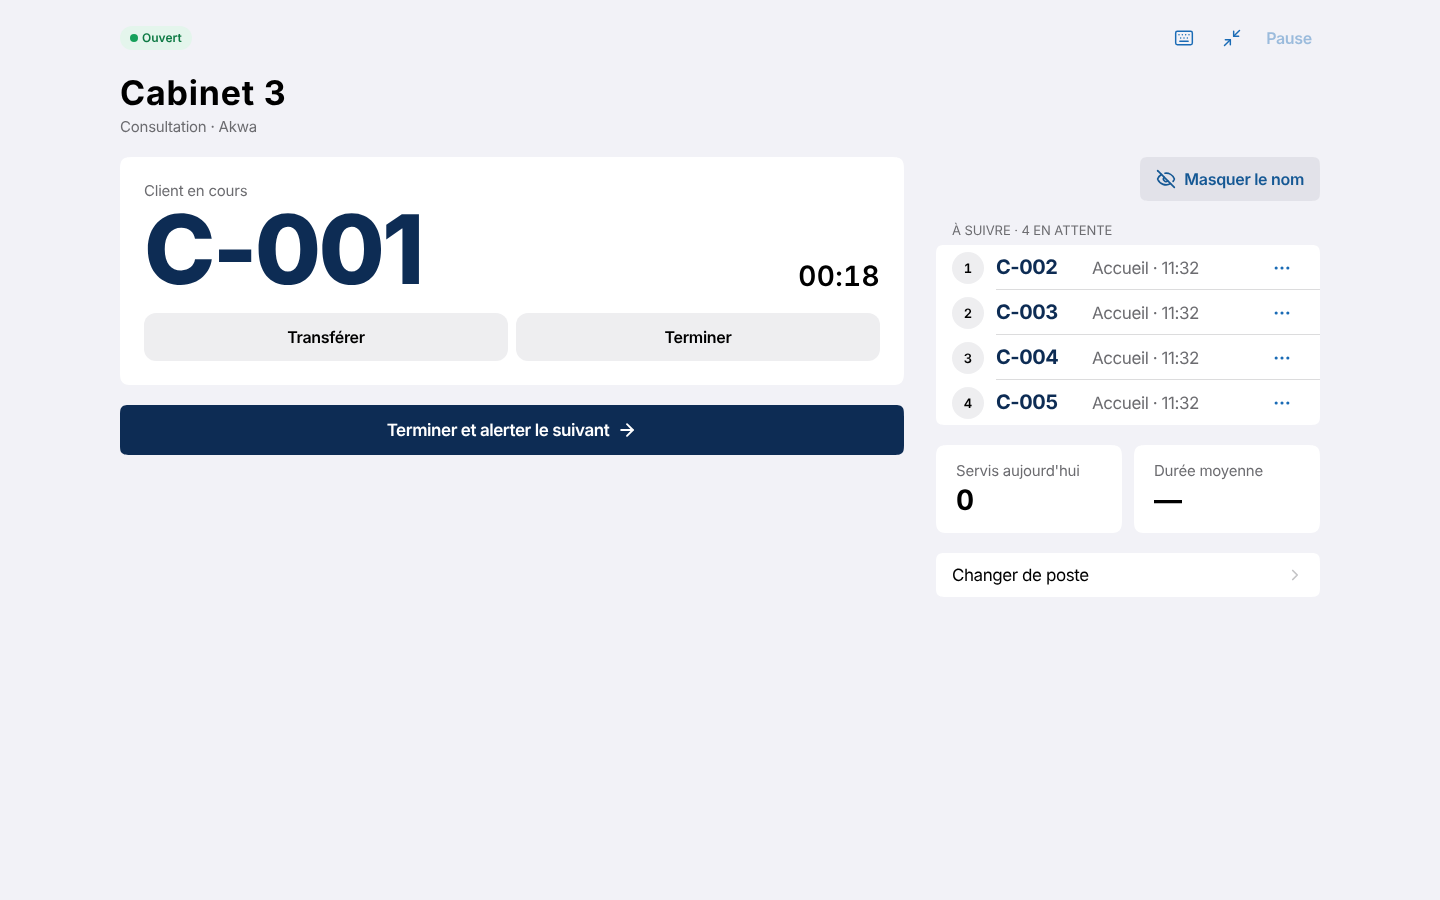 Ouvert
Pause
Cabinet 3
Consultation · Akwa
Client en cours
C-001
00:18
Transférer
Terminer
Terminer et alerter le suivant →
Masquer le nom
À SUIVRE · 4 EN ATTENTE
1 C-002 Accueil · 11:32 ...
2 C-003 Accueil · 11:32 ...
3 C-004 Accueil · 11:32 ...
4 C-005 Accueil · 11:32 ...
Servis aujourd'hui
0
Durée moyenne
—
Changer de poste